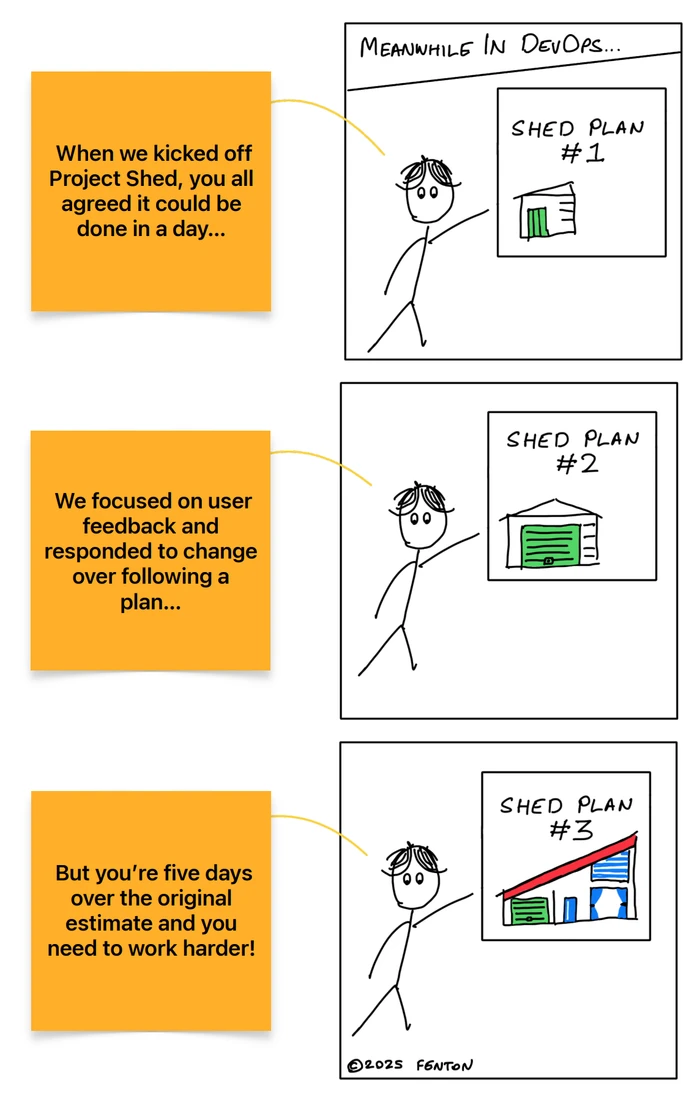 MEANWHILE IN DEVOPS...
When we kicked off
Project Shed, you all
agreed it could be
done in a day...
SHED PLAN
#1
We focused on user
feedback and
responded to change
over following a
plan...
SHED PLAN
#2
But you're five days
over the original
estimate and you
need to work harder!
SHED PLAN
#3
©2025 FENTON